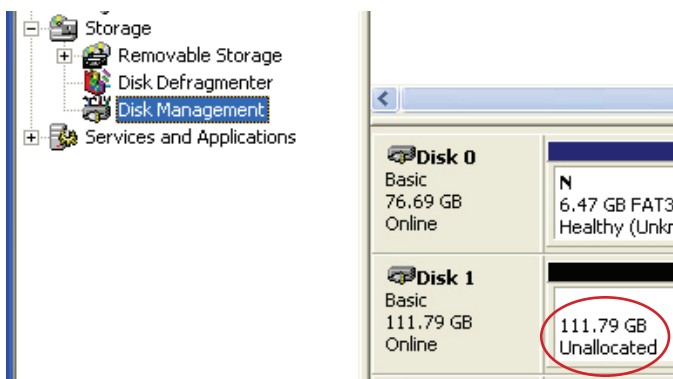 Storage
Removable Storage
Disk Defragmenter
Disk Management
Services and Applications
Disk 0
Basic
76.69 GB
Online
N
6.47 GB FAT3
Healthy (Unkr
Disk 1
Basic
111.79 GB
Online
111.79 GB
Unallocated